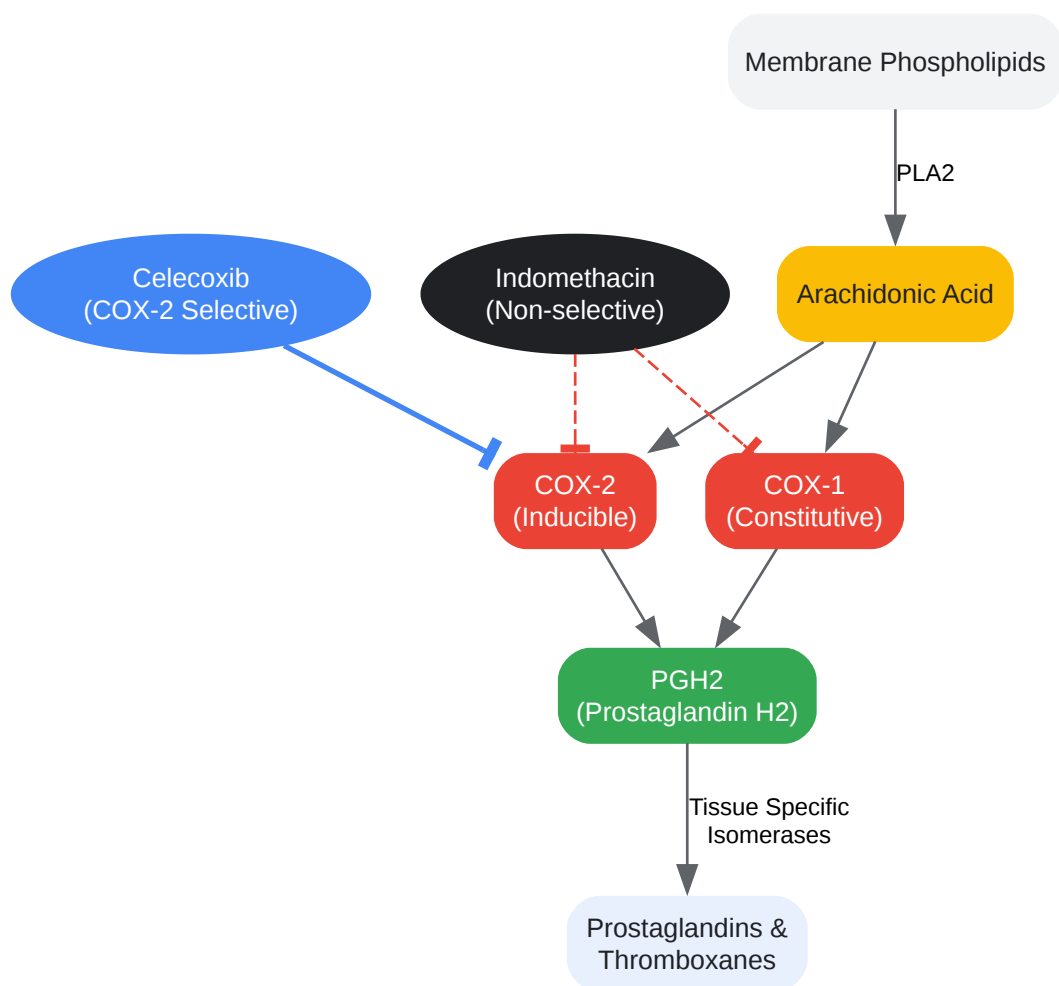 Membrane Phospholipids
PLA2
Celecoxib
(COX-2 Selective)
Indomethacin
(Non-selective)
Arachidonic Acid
COX-2
(Inducible)
COX-1
(Constitutive)
PGH2
(Prostaglandin H2)
Tissue Specific
Isomerases
Prostaglandins &
Thromboxanes